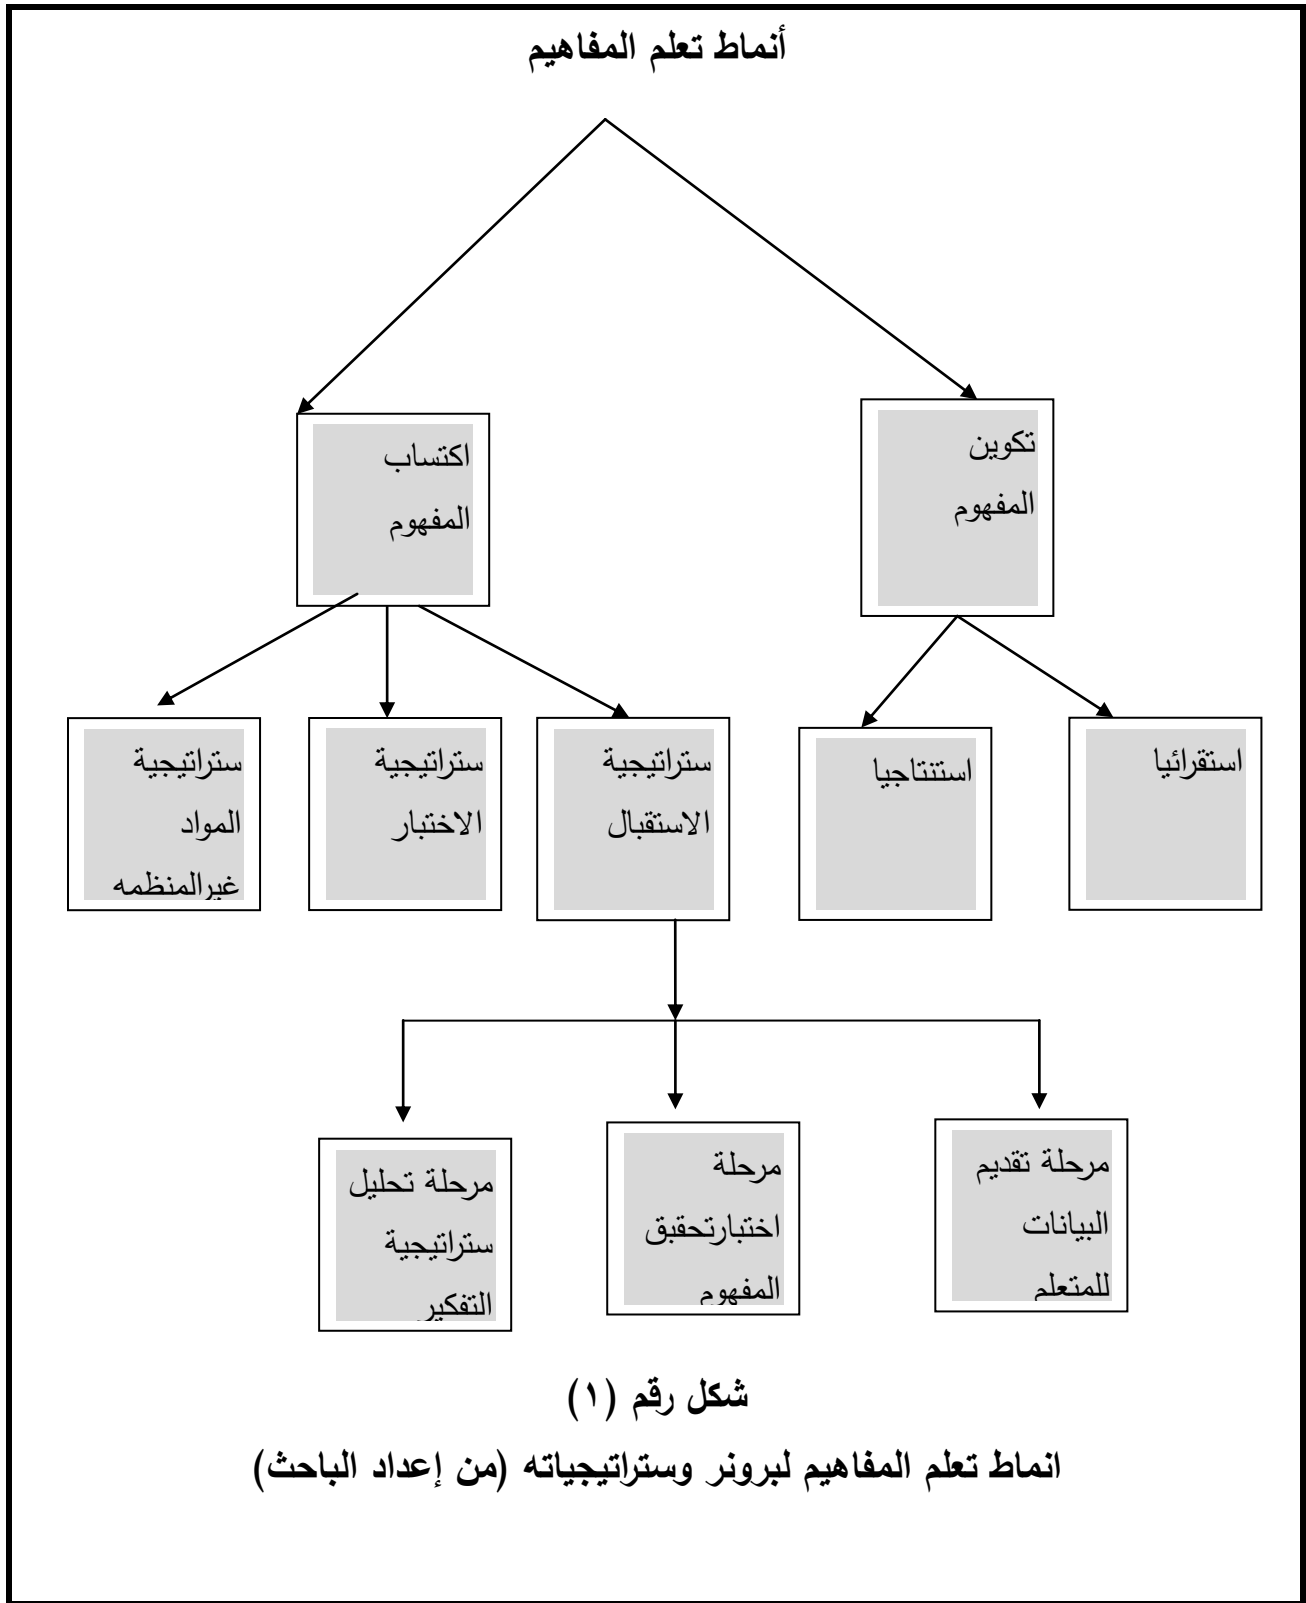 أنماط تعلم المفاهيم
تكوين
المفهوم
اكتساب
المفهوم
استقرائيا
استنتاجيا
ستراتيجية
الاستقبال
ستراتيجية
الاختبار
ستراتيجية
المواد
غيرالمنظمه
مرحلة تقديم
البيانات
للمتعلم
مرحلة
اختبارتحقبق
المفهوم
مرحلة تحليل
ستراتيجية
التفكير
شكل رقم (١)
انماط تعلم المفاهيم لبرونر وستراتيجياته (من إعداد الباحث)